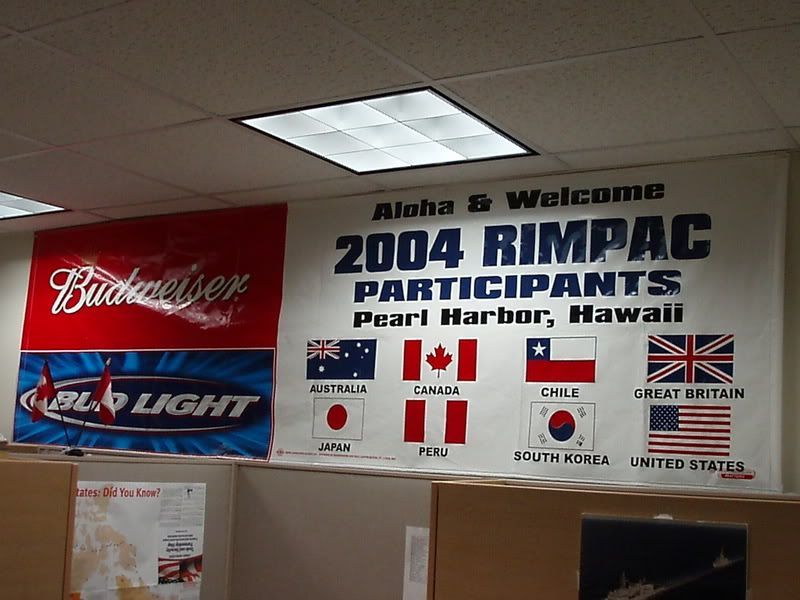 Aloha & Welcome
2004 RIMPAC
PARTICIPANTS
Pearl Harbor, Hawaii
Budweiser
BUD LIGHT
AUSTRALIA
CANADA
CHILE
GREAT BRITAIN
JAPAN
PERU
SOUTH KOREA
UNITED STATES
tates: Did You Know?